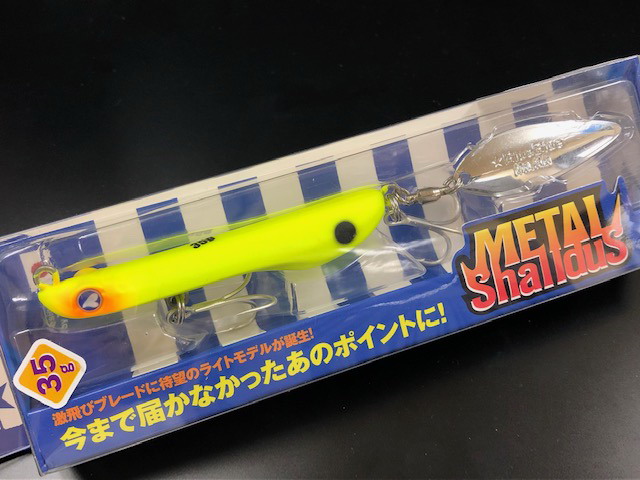 35g
METAL
Shalldus
35g
激飛びブレードに待望のライトモデルが誕生!
今まで届かなかったあのポイントに!